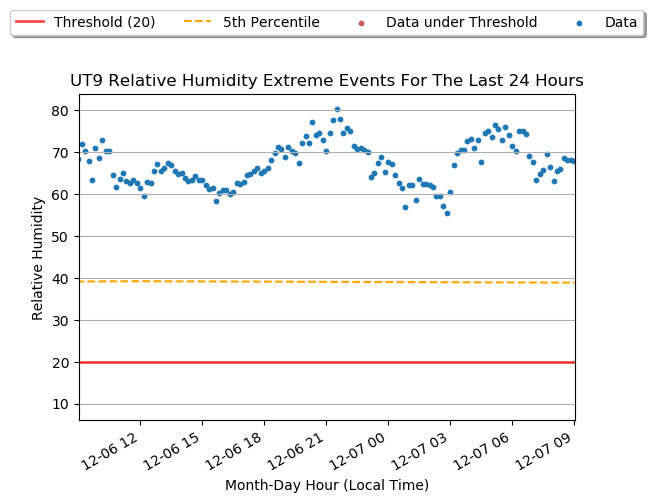 Threshold (20) 5th Percentile Data under Threshold Data
UT9 Relative Humidity Extreme Events For The Last 24 Hours
80
70
60
50
40
30
20
10
Relative Humidity
12-06 12 12-06 15 12-06 18 12-06 21 12-07 00 12-07 03 12-07 06 12-07 09
Month-Day Hour (Local Time)